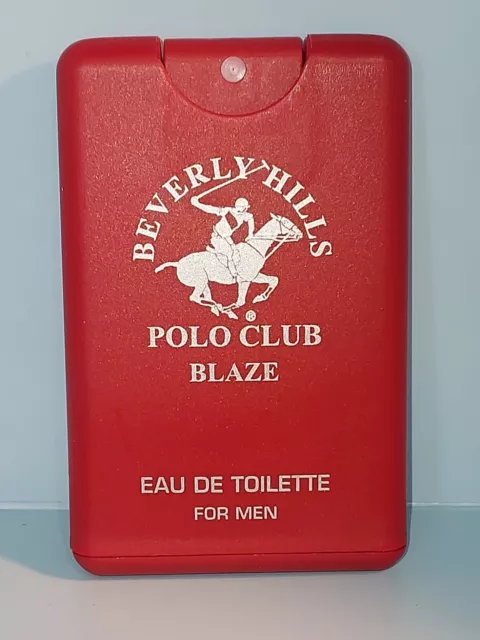 BEVERLY HILLS
®
POLO CLUB
BLAZE
EAU DE TOILETTE
FOR MEN